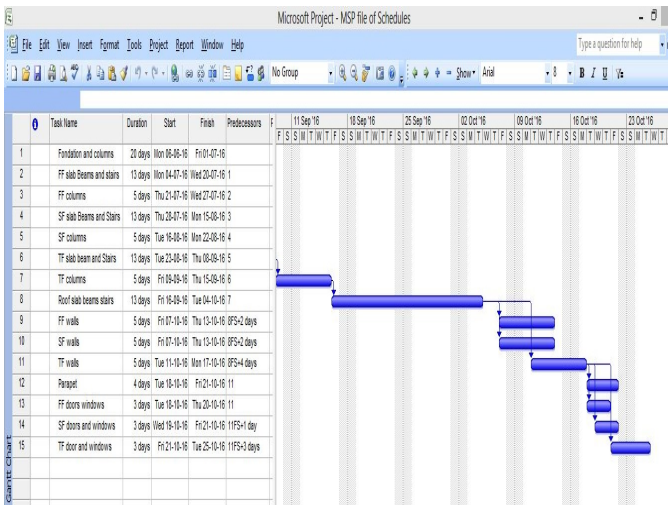 Microsoft Project - MSP file of Schedules
File Edit View Insert Format Tools Project Report Window Help Type a question for help
No Group Show Arial 8 B I U
Task Name Duration Start Finish Predecessors F 11 Sep '16 18 Sep '16 25 Sep '16 02 Oct '16 09 Oct '16 16 Oct '16 23 Oct '16
F S S M T W T F S S M T W T F S S M T W T F S S M T W T F S S M T W T F S S M T W T F S S M T W T
1 Fondation and columns 20 days Mon 06-06-16 Fri 01-07-16
2 FF slab Beams and stairs 13 days Mon 04-07-16 Wed 20-07-16 1
3 FF columns 5 days Thu 21-07-16 Wed 27-07-16 2
4 SF slab Beams and Stairs 13 days Thu 28-07-16 Mon 15-08-16 3
5 SF columns 5 days Tue 16-08-16 Mon 22-08-16 4
6 TF slab beam and Stairs 13 days Tue 23-08-16 Thu 08-09-16 5
7 TF columns 5 days Fri 09-09-16 Thu 15-09-16 6
8 Roof slab beams stairs 13 days Fri 16-09-16 Tue 04-10-16 7
9 FF walls 5 days Fri 07-10-16 Thu 13-10-16 8FS+2 days
10 SF walls 5 days Fri 07-10-16 Thu 13-10-16 8FS+2 days
11 TF walls 5 days Tue 11-10-16 Mon 17-10-16 8FS+4 days
12 Parapet 4 days Tue 18-10-16 Fri 21-10-16 11
13 FF doors windows 3 days Tue 18-10-16 Thu 20-10-16 11
14 SF doors and windows 3 days Wed 19-10-16 Fri 21-10-16 11FS+1 day
15 TF door and windows 3 days Fri 21-10-16 Tue 25-10-16 11FS+3 days
Gantt Chart